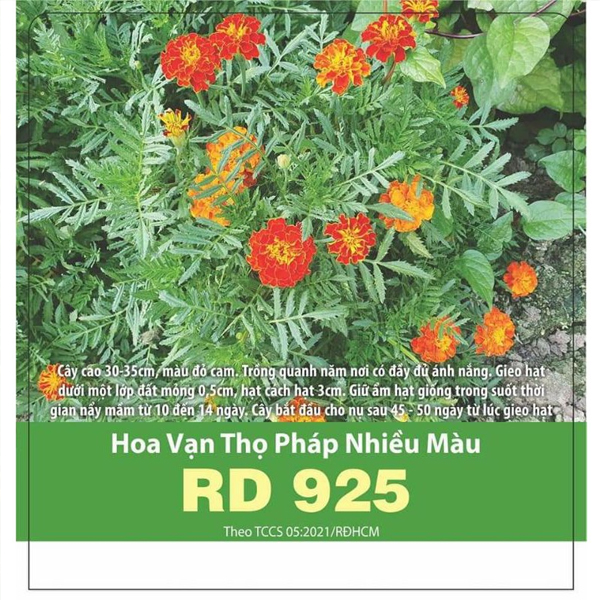 Cây cao 30-35cm, màu đỏ cam. Trồng quanh năm nơi có đầy đủ ánh nắng. Gieo hạt
dưới một lớp đất mỏng 0,5cm, hạt cách hạt 3cm. Giữ ẩm hạt giống trong suốt thời
gian nẩy mầm từ 10 đến 14 ngày. Cây bắt đầu cho nụ sau 45 - 50 ngày từ lúc gieo hạt
Hoa Vạn Thọ Pháp Nhiều Màu
RD 925
Theo TCCS 05:2021/RĐHCM